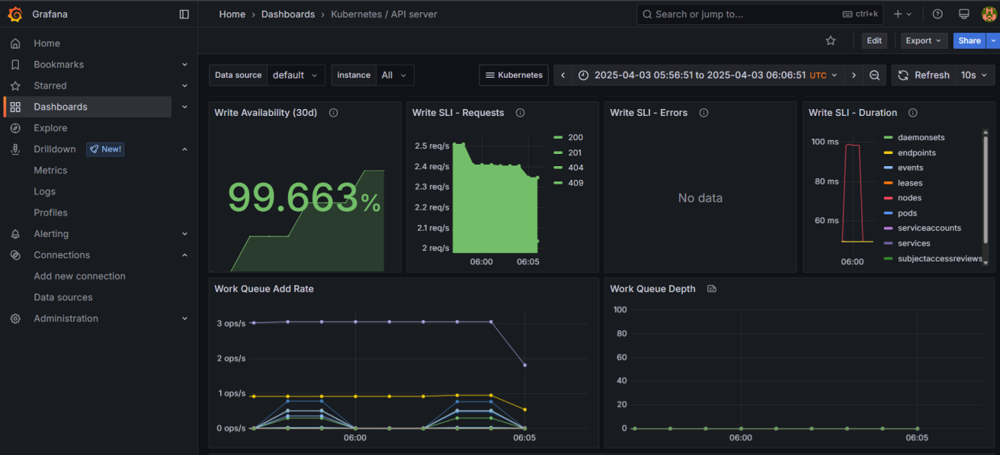 Grafana
Home › Dashboards › Kubernetes / API server
Search or jump to... ctrl+k
Home
Bookmarks
Starred
Dashboards
Explore
Drilldown New!
Metrics
Logs
Profiles
Alerting
Connections
Add new connection
Data sources
Administration
Edit Export Share
Data source default instance All Kubernetes 2025-04-03 05:56:51 to 2025-04-03 06:06:51 UTC Refresh 10s
Write Availability (30d)
99.663%
Write SLI - Requests
2.5 req/s
2.4 req/s
2.3 req/s
2.2 req/s
2.1 req/s
2 req/s
06:00 06:05
200
201
404
409
Write SLI - Errors
No data
Write SLI - Duration
100 ms
80 ms
60 ms
06:00
daemonsets
endpoints
events
leases
nodes
pods
serviceaccounts
services
subjectaccessreviews
Work Queue Add Rate
3 ops/s
2 ops/s
1 ops/s
0 ops/s
06:00 06:05
Work Queue Depth
100
80
60
40
20
0
06:00 06:05